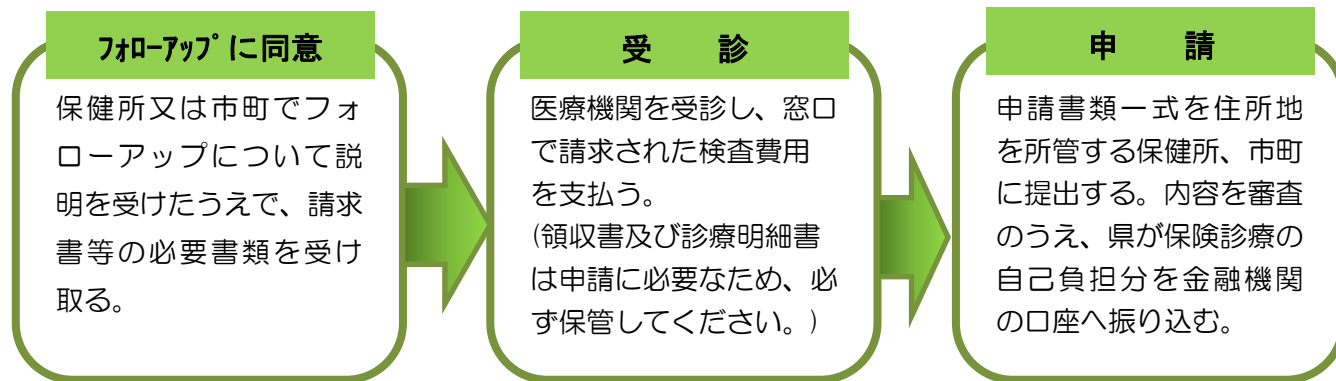 ﾌｫﾛｰｱｯﾌﾟに同意
保健所又は市町でフォ
ローアップについて説
明を受けたうえで、請求
書等の必要書類を受け
取る。
受　診
医療機関を受診し、窓口
で請求された検査費用
を支払う。
(領収書及び診療明細書
は申請に必要なため、必
ず保管してください。)
申　請
申請書類一式を住所地
を所管する保健所、市町
に提出する。内容を審査
のうえ、県が保険診療の
自己負担分を金融機関
の口座へ振り込む。